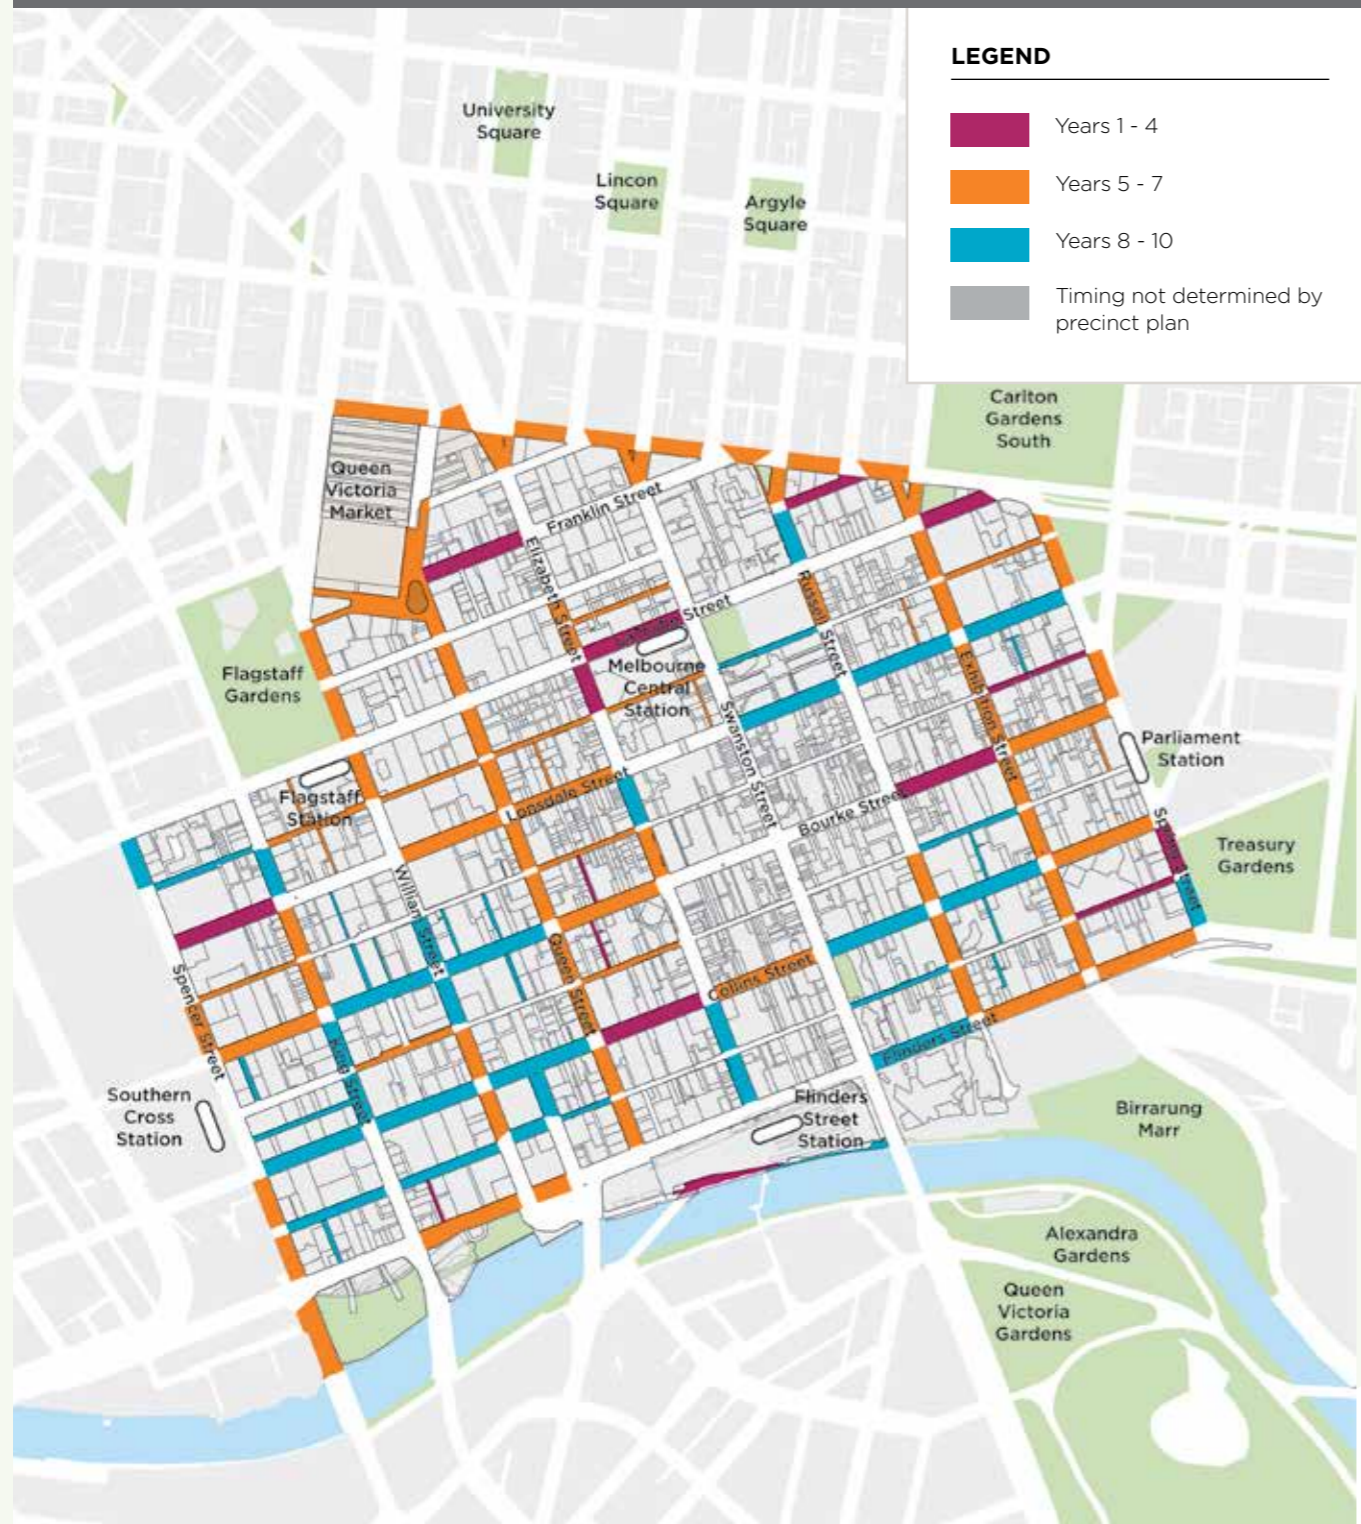 LEGEND
Years 1 - 4
Years 5 - 7
Years 8 - 10
Timing not determined by
precinct plan
University
Square
Lincon
Square
Argyle
Square
Carlton
Gardens
South
Queen
Victoria
Market
Franklin Street
Elizabeth Street
Street
Russell Street
Melbourne
Central
Station
Flagstaff
Gardens
Swanston Street
Exhibition Street
Parliament
Station
Flagstaff
Station
Lonsdale Street
Bourke Street
Treasury
Gardens
William Street
Street
Queen Street
Collins Street
Spencer Street
King Street
Flinders Street
Southern
Cross
Station
Flinders
Street
Station
Birrarung
Marr
Alexandra
Gardens
Queen
Victoria
Gardens